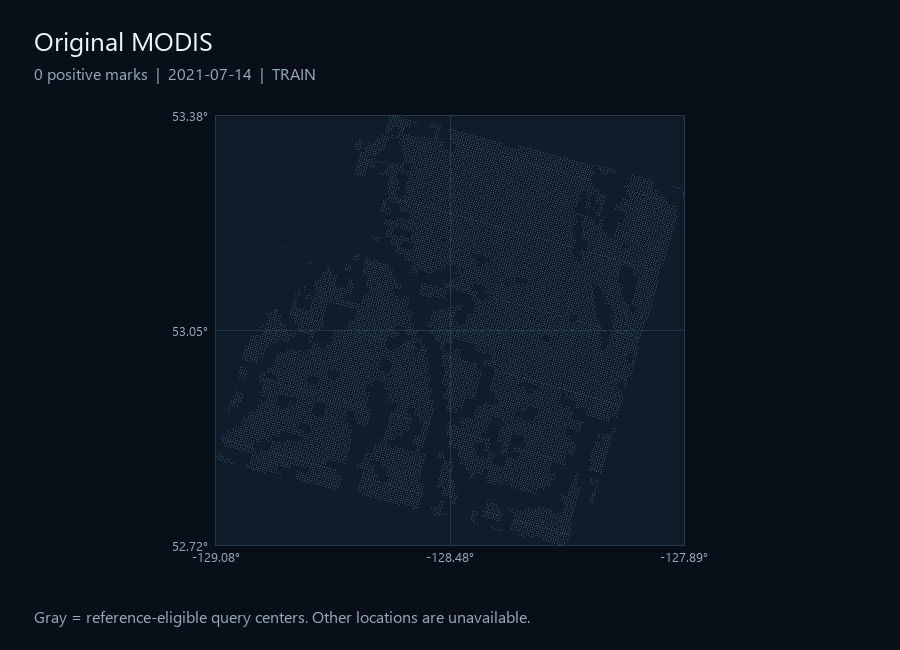 Original MODIS
0 positive marks | 2021-07-14 | TRAIN
53.38°
53.05°
52.72°
-129.08°
-128.48°
-127.89°
Gray = reference-eligible query centers. Other locations are unavailable.